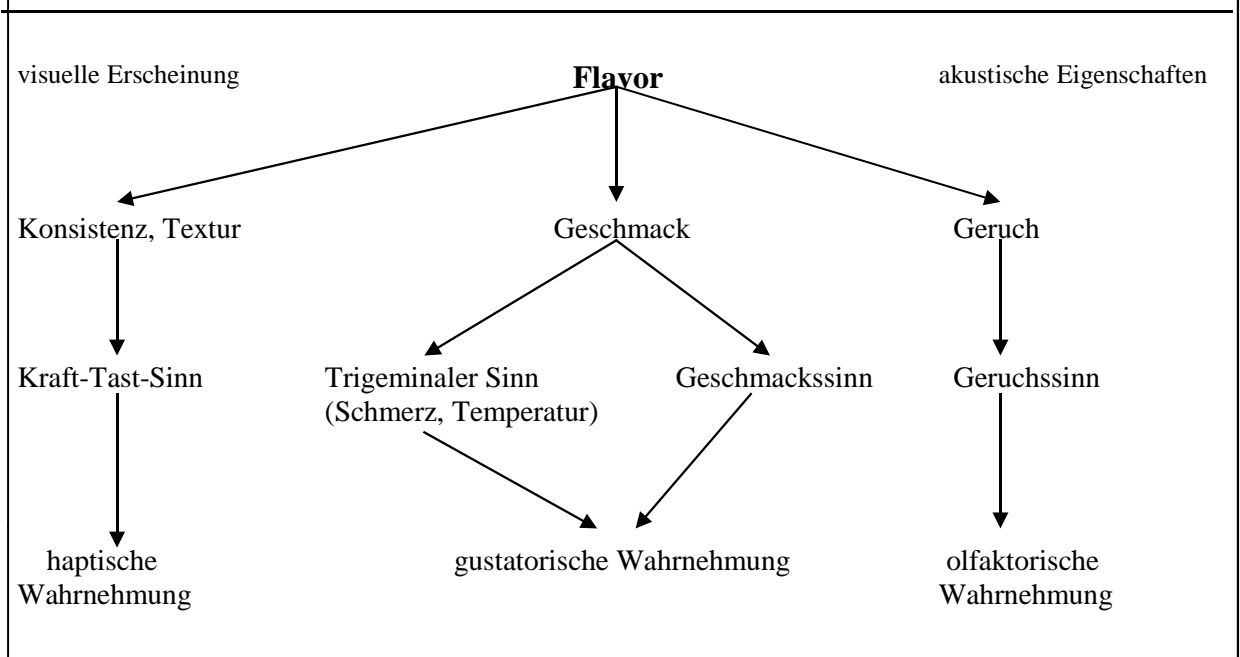 visuelle Erscheinung
Flavor
akustische Eigenschaften
Konsistenz, Textur
Geschmack
Geruch
Kraft-Tast-Sinn
Trigeminaler Sinn
(Schmerz, Temperatur)
Geschmackssinn
Geruchssinn
haptische
Wahrnehmung
gustatorische Wahrnehmung
olfaktorische
Wahrnehmung